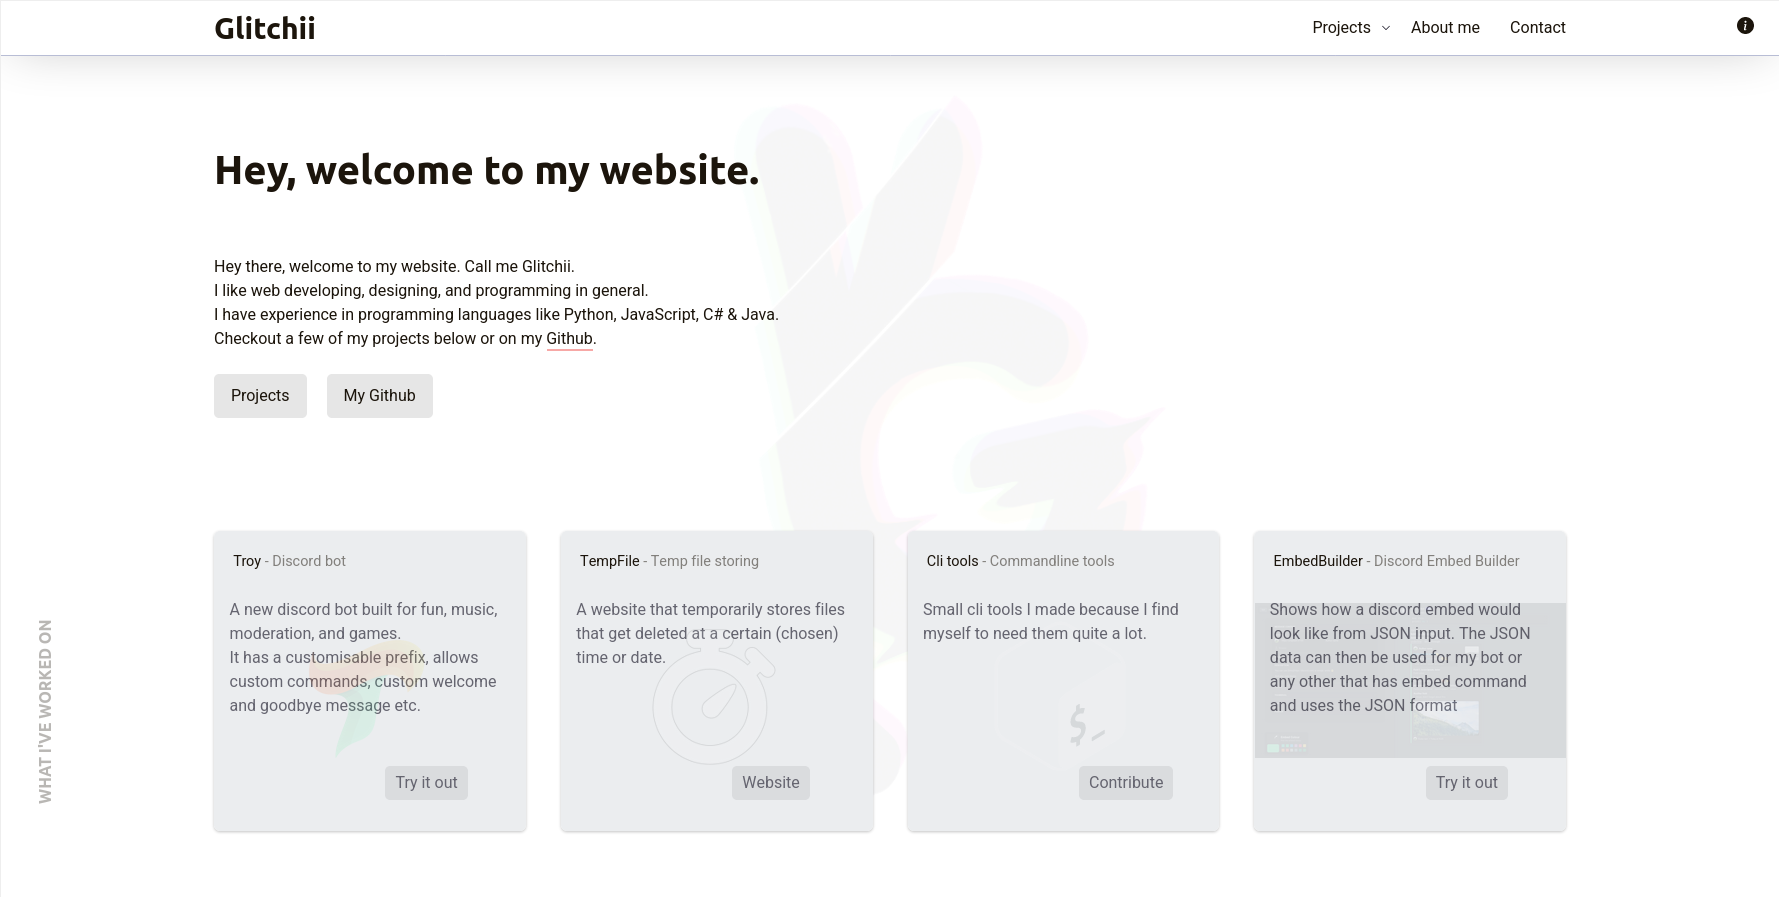 Glitchii
Projects
About me
Contact
Hey, welcome to my website.
Hey there, welcome to my website. Call me Glitchii.
I like web developing, designing, and programming in general.
I have experience in programming languages like Python, JavaScript, C# & Java.
Checkout a few of my projects below or on my Github.
Projects
My Github
WHAT I'VE WORKED ON
Troy - Discord bot
A new discord bot built for fun, music,
moderation, and games.
It has a customisable prefix, allows
custom commands, custom welcome
and goodbye message etc.
Try it out
TempFile - Temp file storing
A website that temporarily stores files
that get deleted at a certain (chosen)
time or date.
Website
Cli tools - Commandline tools
Small cli tools I made because I find
myself to need them quite a lot.
$_
Contribute
EmbedBuilder - Discord Embed Builder
Shows how a discord embed would
look like from JSON input. The JSON
data can then be used for my bot or
any other that has embed command
and uses the JSON format
Try it out